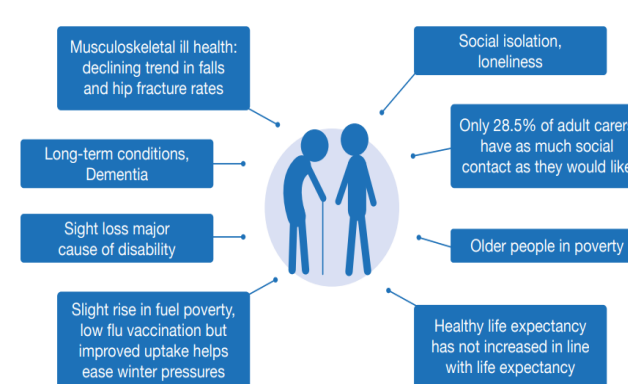 Musculoskeletal ill health:
declining trend in falls
and hip fracture rates
Long-term conditions,
Dementia
Sight loss major
cause of disability
Slight rise in fuel poverty,
low flu vaccination but
improved uptake helps
ease winter pressures
Social isolation,
loneliness
Only 28.5% of adult carers
have as much social
contact as they would like
Older people in poverty
Healthy life expectancy
has not increased in line
with life expectancy